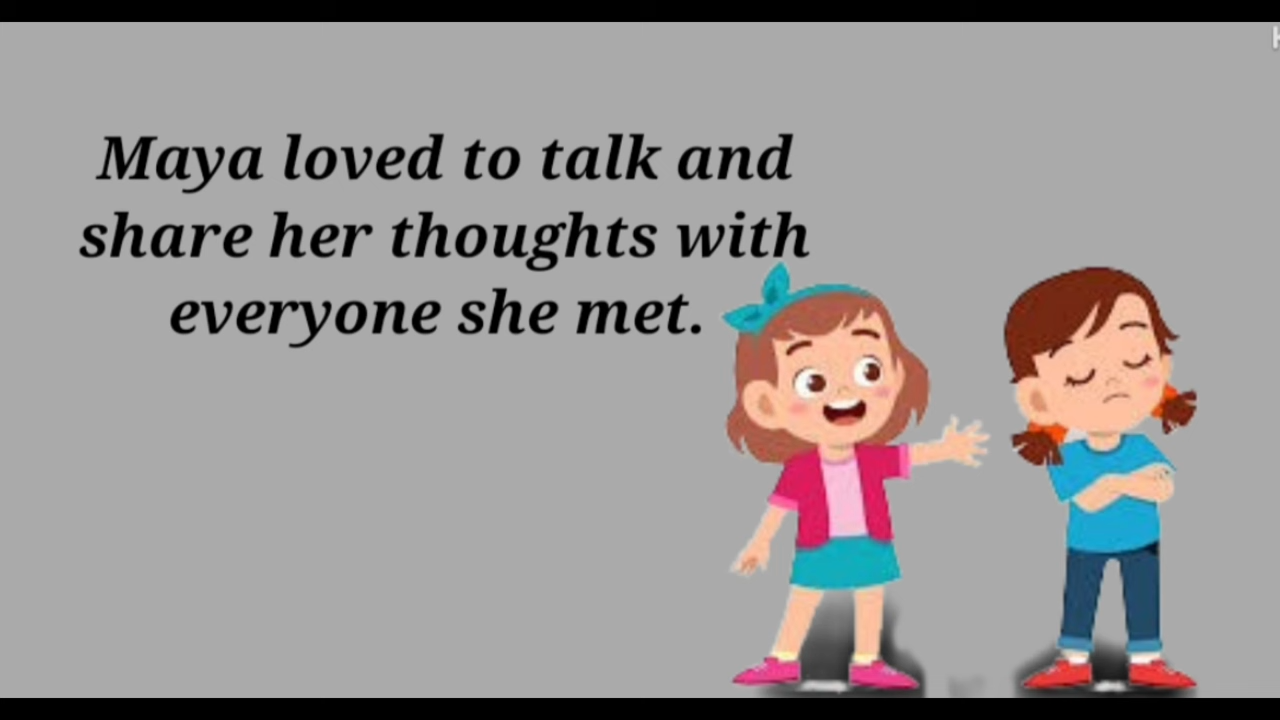 Maya loved to talk and
share her thoughts with
everyone she met.